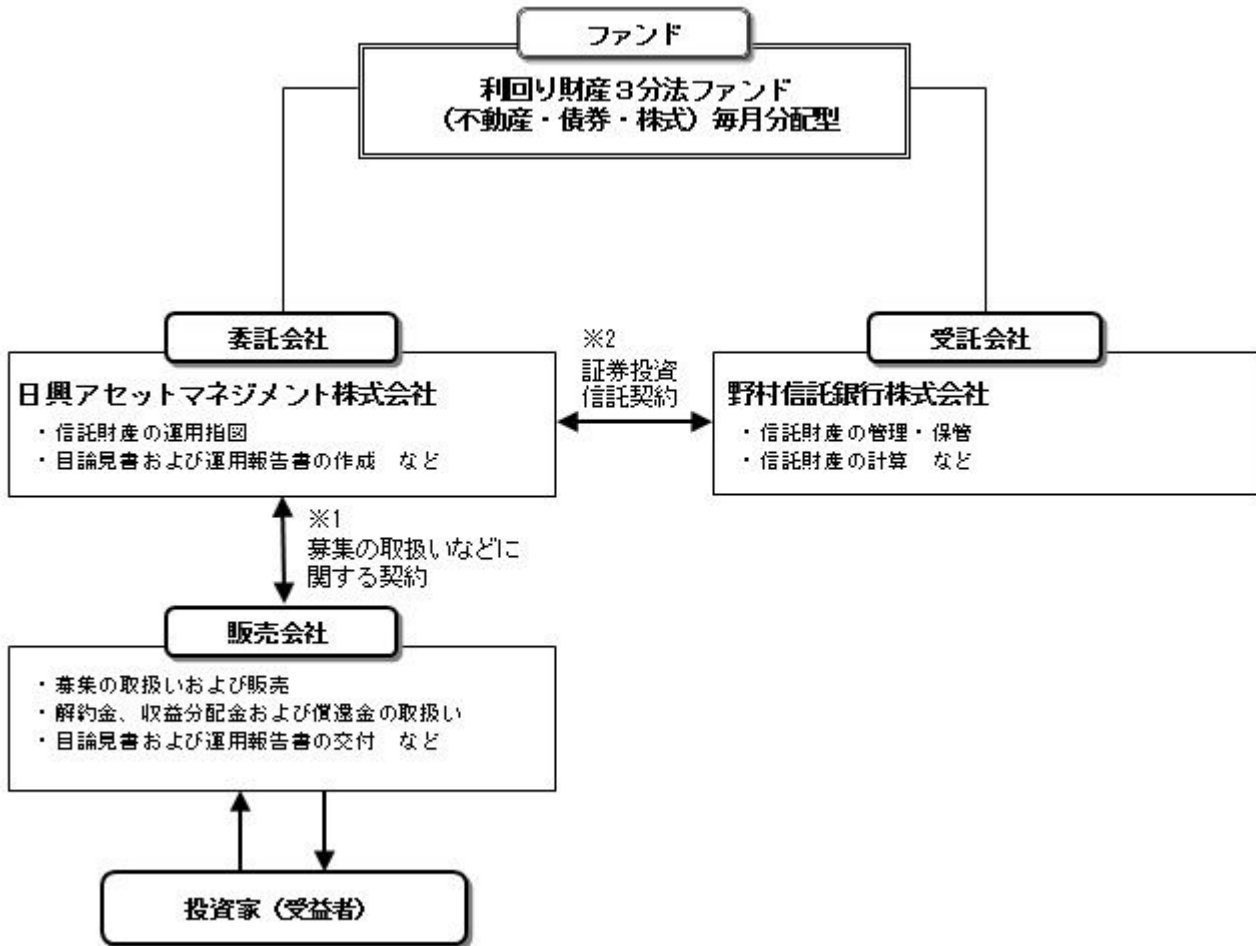 ファンド
利回り財産3分法ファンド
(不動産・債券・株式)毎月分配型
委託会社
日興アセットマネジメント株式会社
・信託財産の運用指図
・目論見書および運用報告書の作成 など
※2
証券投資
信託契約
受託会社
野村信託銀行株式会社
・信託財産の管理・保管
・信託財産の計算 など
※1
募集の取扱いなどに
関する契約
販売会社
・募集の取扱いおよび販売
・解約金、収益分配金および償還金の取扱い
・目論見書および運用報告書の交付 など
投資家(受益者)